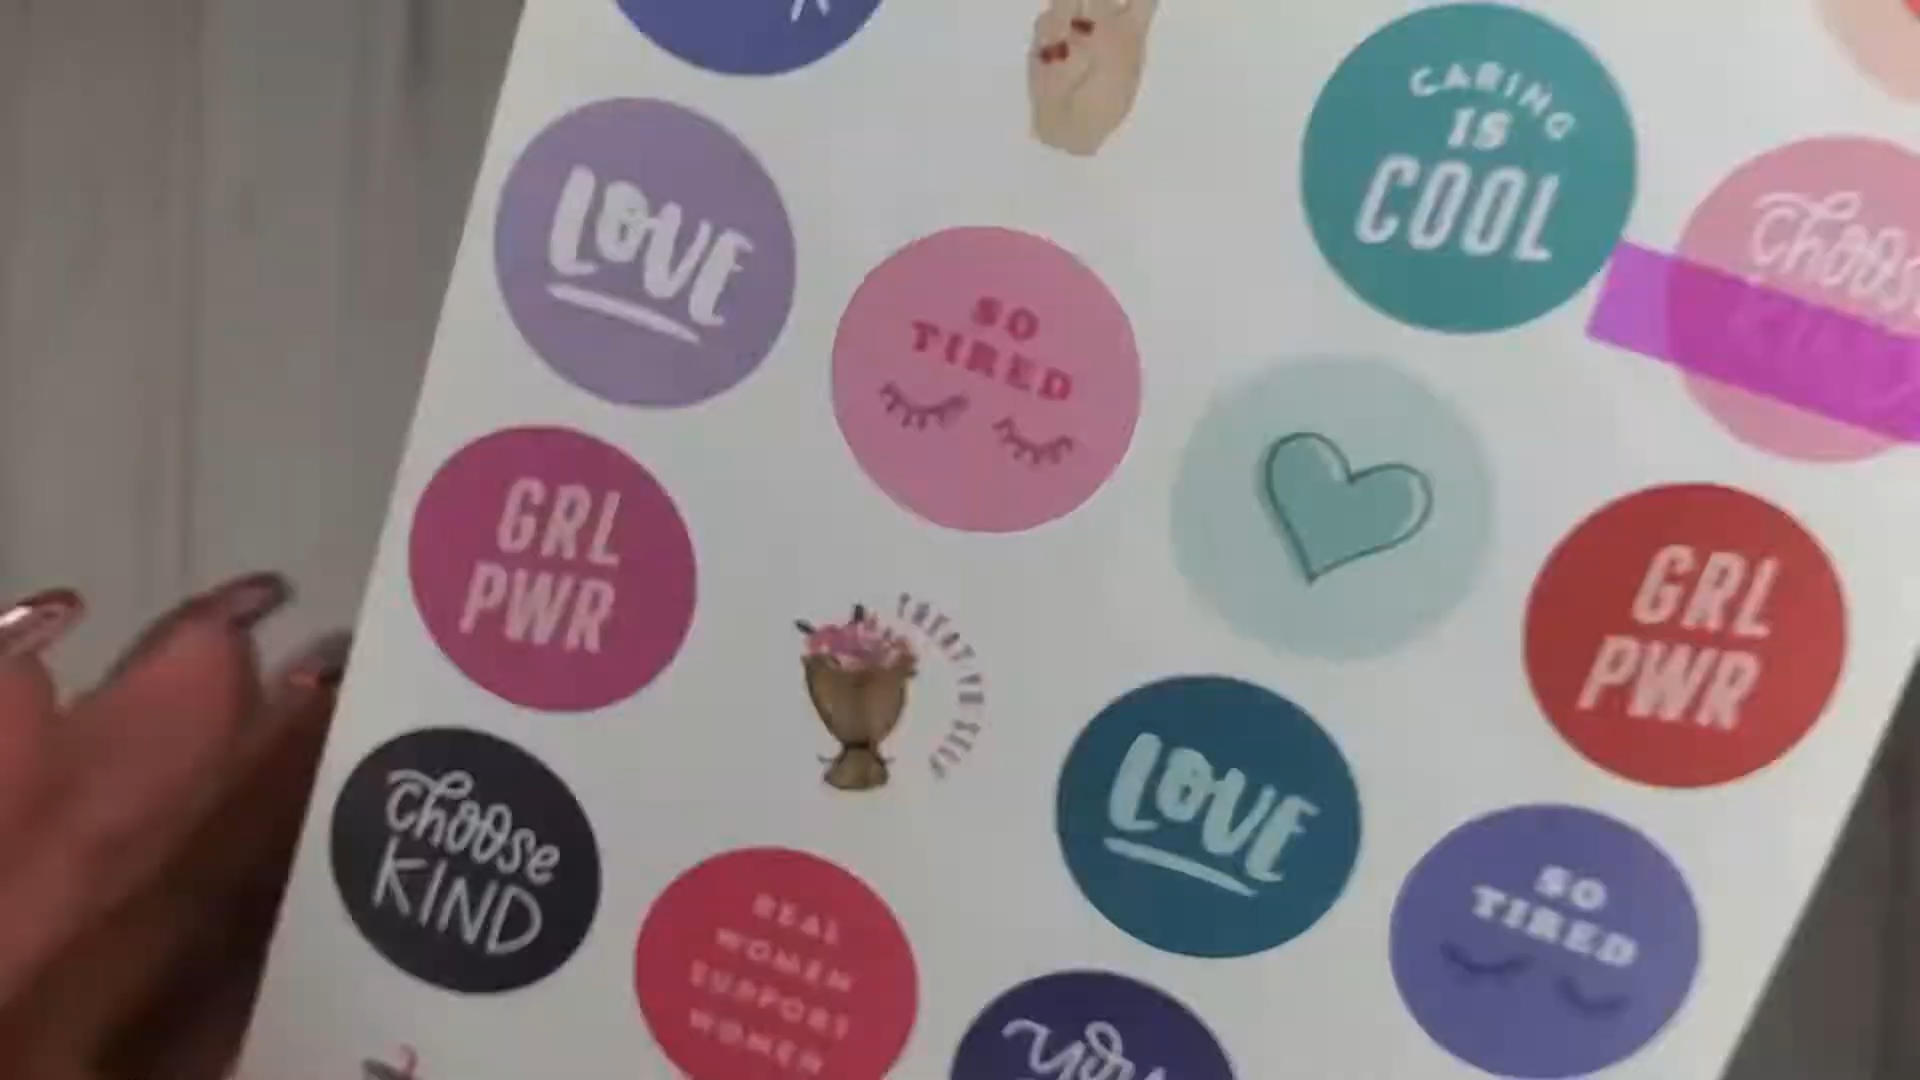 CARING
IS
COOL
LOVE
Choose
SO
TIRED
GRL
PWR
GRL
PWR
TREAT YO SELF
LOVE
Choose
KIND
SO
TIRED
REAL
WOMEN
SUPPORT
WOMEN